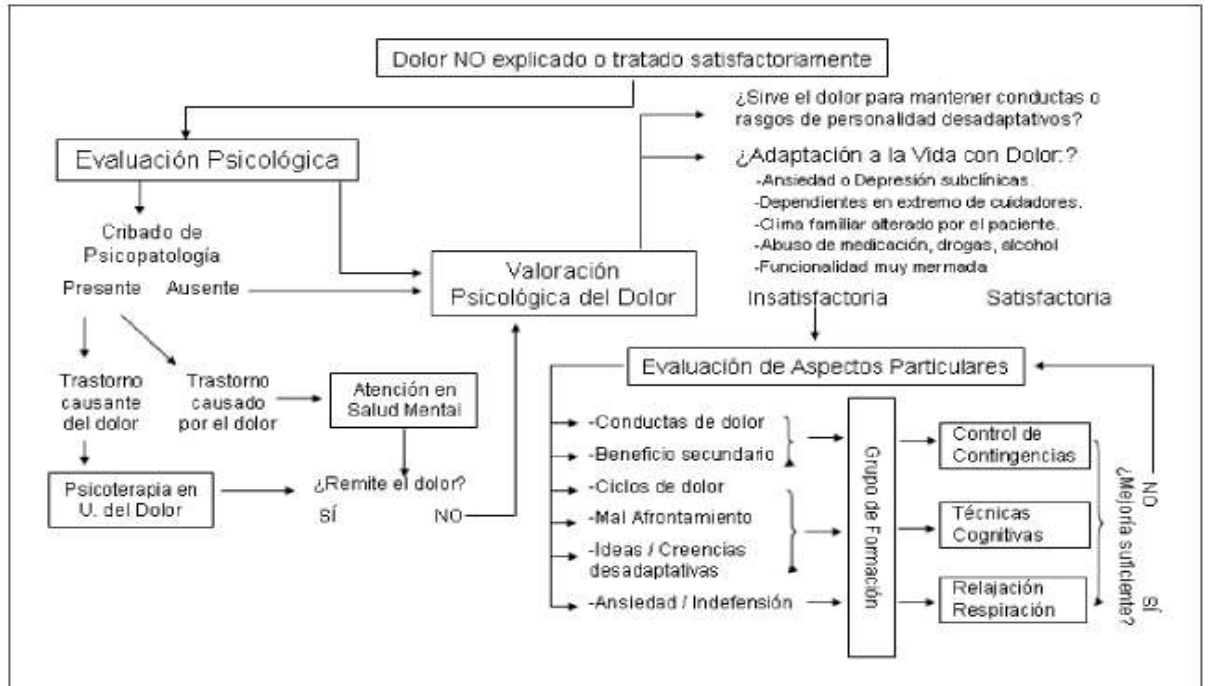 Dolor NO explicado o tratado satisfactoriamente
¿Sirve el dolor para mantener conductas o
rasgos de personalidad desadaptativos?
Evaluación Psicológica
¿Adaptación a la Vida con Dolor:?
-Ansiedad o Depresión subclínicas.
-Dependientes en extremo de cuidadores.
-Clima familiar alterado por el paciente.
-Abuso de medicación, drogas, alcohol
-Funcionalidad muy mermada
Cribado de
Psicopatología
Presente Ausente
Valoración
Psicológica del Dolor
Insatisfactoria Satisfactoria
Evaluación de Aspectos Particulares
Trastorno
causante
del dolor
Trastorno
causado
por el dolor
Atención en
Salud Mental
Psicoterapia en
U. del Dolor
¿Remite el dolor?
SÍ NO
-Conductas de dolor
-Beneficio secundario
-Ciclos de dolor
-Mal Afrontamiento
-Ideas / Creencias
desadaptativas
-Ansiedad / Indefensión
Grupo de Formación
Control de
Contingencias
Técnicas
Cognitivas
Relajación
Respiración
¿Mejoría suficiente?
NO SÍ